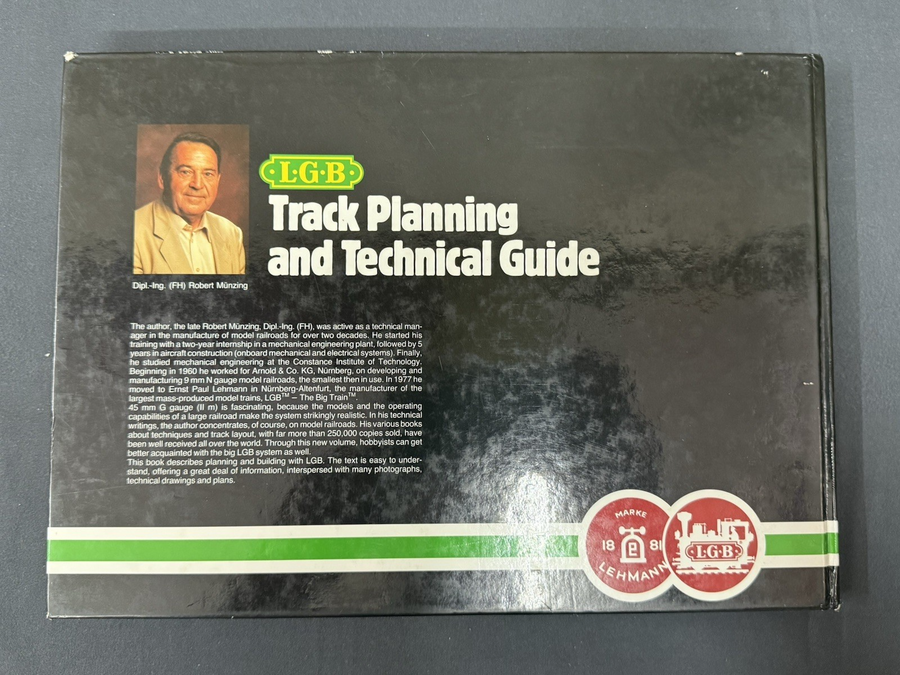 L·G·B
Track Planning
and Technical Guide
Dipl.-Ing. (FH) Robert Münzing
The author, the late Robert Münzing, Dipl.-Ing. (FH), was active as a technical man-
ager in the manufacture of model railroads for over two decades. He started his
training with a two-year internship in a mechanical engineering plant, followed by 5
years in aircraft construction (onboard mechanical and electrical systems). Finally,
he studied mechanical engineering at the Constance Institute of Technology.
Beginning in 1960 he worked for Arnold & Co. KG, Nürnberg, on developing and
manufacturing 9 mm N gauge model railroads, the smallest then in use. In 1977 he
moved to Ernst Paul Lehmann in Nürnberg-Altenfurt, the manufacturer of the
largest mass-produced model trains, LGB™ – The Big Train™.
45 mm G gauge (II m) is fascinating, because the models and the operating
capabilities of a large railroad make the system strikingly realistic. In his technical
writings, the author concentrates, of course, on model railroads. His various books
about techniques and track layout, with far more than 250,000 copies sold, have
been well received all over the world. Through this new volume, hobbyists can get
better acquainted with the big LGB system as well.
This book describes planning and building with LGB. The text is easy to under-
stand, offering a great deal of information, interspersed with many photographs,
technical drawings and plans.
MARKE
18 81
LEHMANN
L·G·B